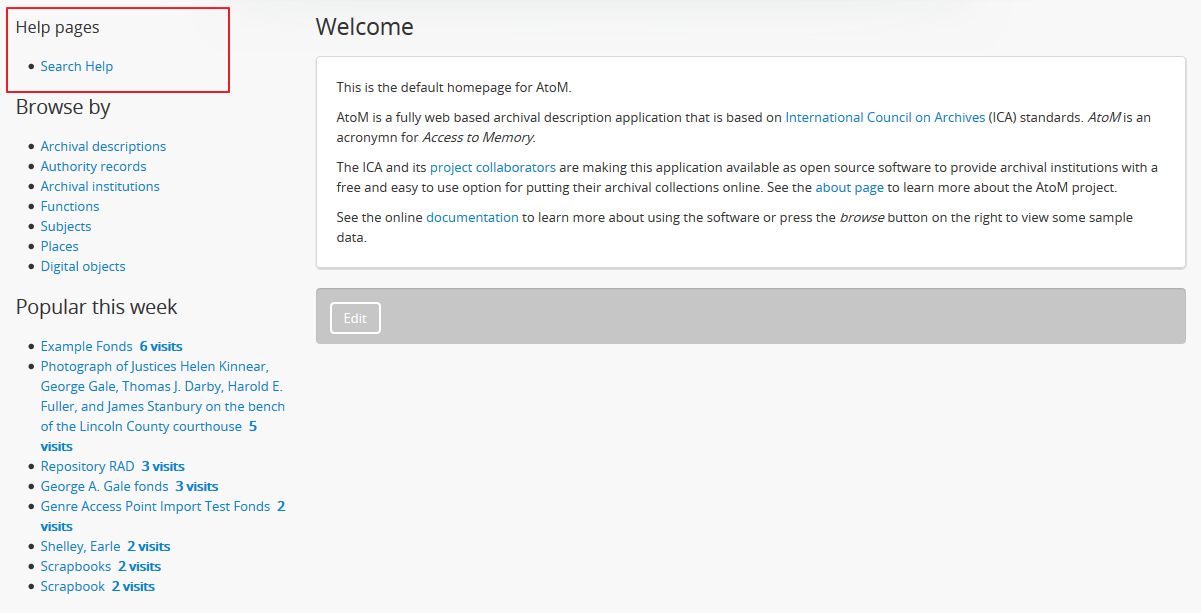 Help pages
Search Help
Browse by
Archival descriptions
Authority records
Archival institutions
Functions
Subjects
Places
Digital objects
Popular this week
Example Fonds 6 visits
Photograph of Justices Helen Kinnear,
George Gale, Thomas J. Darby, Harold E.
Fuller, and James Stanbury on the bench
of the Lincoln County courthouse 5
visits
Repository RAD 3 visits
George A. Gale fonds 3 visits
Genre Access Point Import Test Fonds 2
visits
Shelley, Earle 2 visits
Scrapbooks 2 visits
Scrapbook 2 visits
Welcome
This is the default homepage for AtoM.
AtoM is a fully web based archival description application that is based on International Council on Archives (ICA) standards. AtoM is an
acronymn for Access to Memory.
The ICA and its project collaborators are making this application available as open source software to provide archival institutions with a
free and easy to use option for putting their archival collections online. See the about page to learn more about the AtoM project.
See the online documentation to learn more about using the software or press the browse button on the right to view some sample
data.
Edit